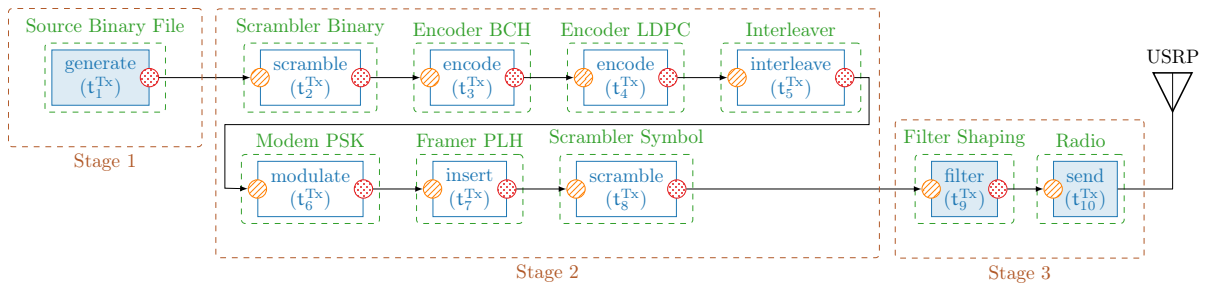 Source Binary File
generate
(t₁ᵀˣ)
Stage 1
Scrambler Binary
scramble
(t₂ᵀˣ)
Encoder BCH
encode
(t₃ᵀˣ)
Encoder LDPC
encode
(t₄ᵀˣ)
Interleaver
interleave
(t₅ᵀˣ)
Modem PSK
modulate
(t₆ᵀˣ)
Framer PLH
insert
(t₇ᵀˣ)
Scrambler Symbol
scramble
(t₈ᵀˣ)
Stage 2
Filter Shaping
filter
(t₉ᵀˣ)
Radio
send
(t₁₀ᵀˣ)
Stage 3
USRP